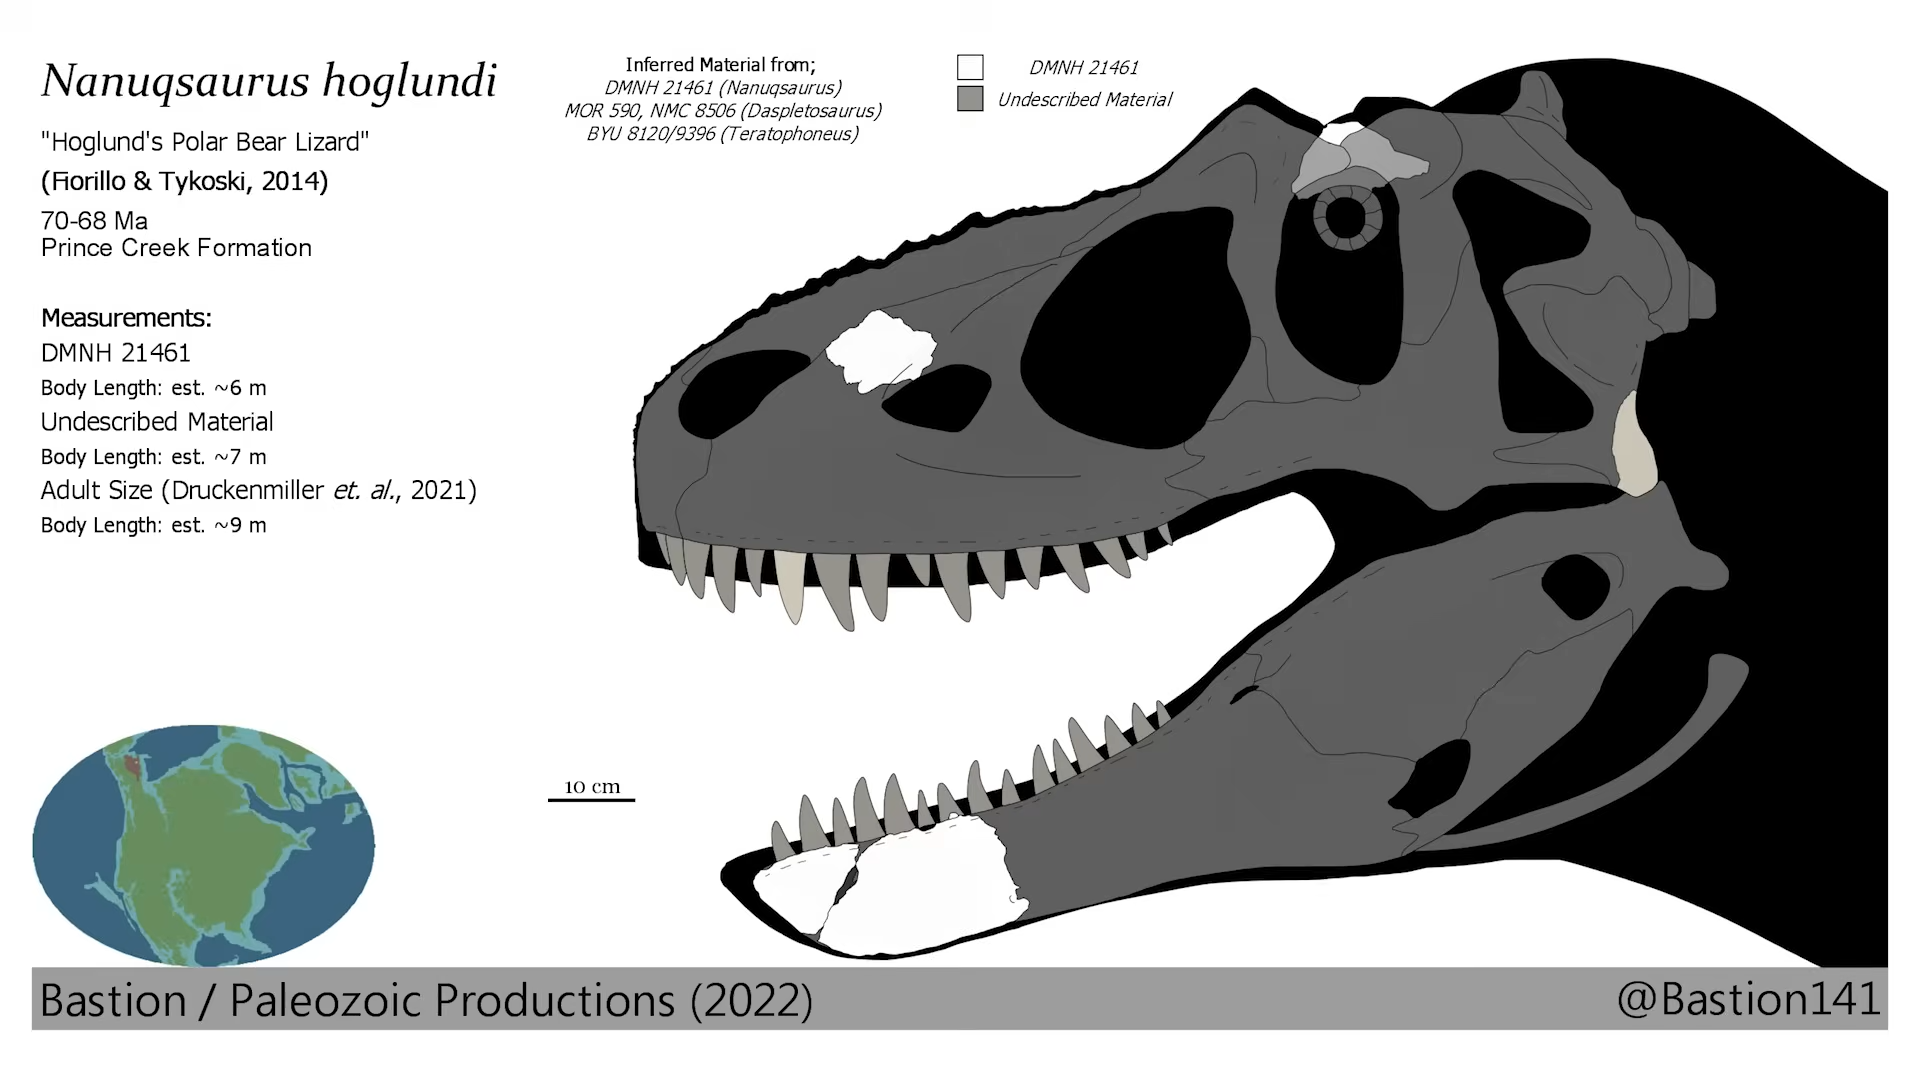 Nanuqsaurus hoglundi
"Hoglund's Polar Bear Lizard"
(Fiorillo & Tykoski, 2014)
70-68 Ma
Prince Creek Formation
Measurements:
DMNH 21461
Body Length: est. ~6 m
Undescribed Material
Body Length: est. ~7 m
Adult Size (Druckenmiller et. al., 2021)
Body Length: est. ~9 m
Inferred Material from;
DMNH 21461 (Nanuqsaurus)
MOR 590, NMC 8506 (Daspletosaurus)
BYU 8120/9396 (Teratophoneus)
DMNH 21461
Undescribed Material
10 cm
Bastion / Paleozoic Productions (2022)
@Bastion141